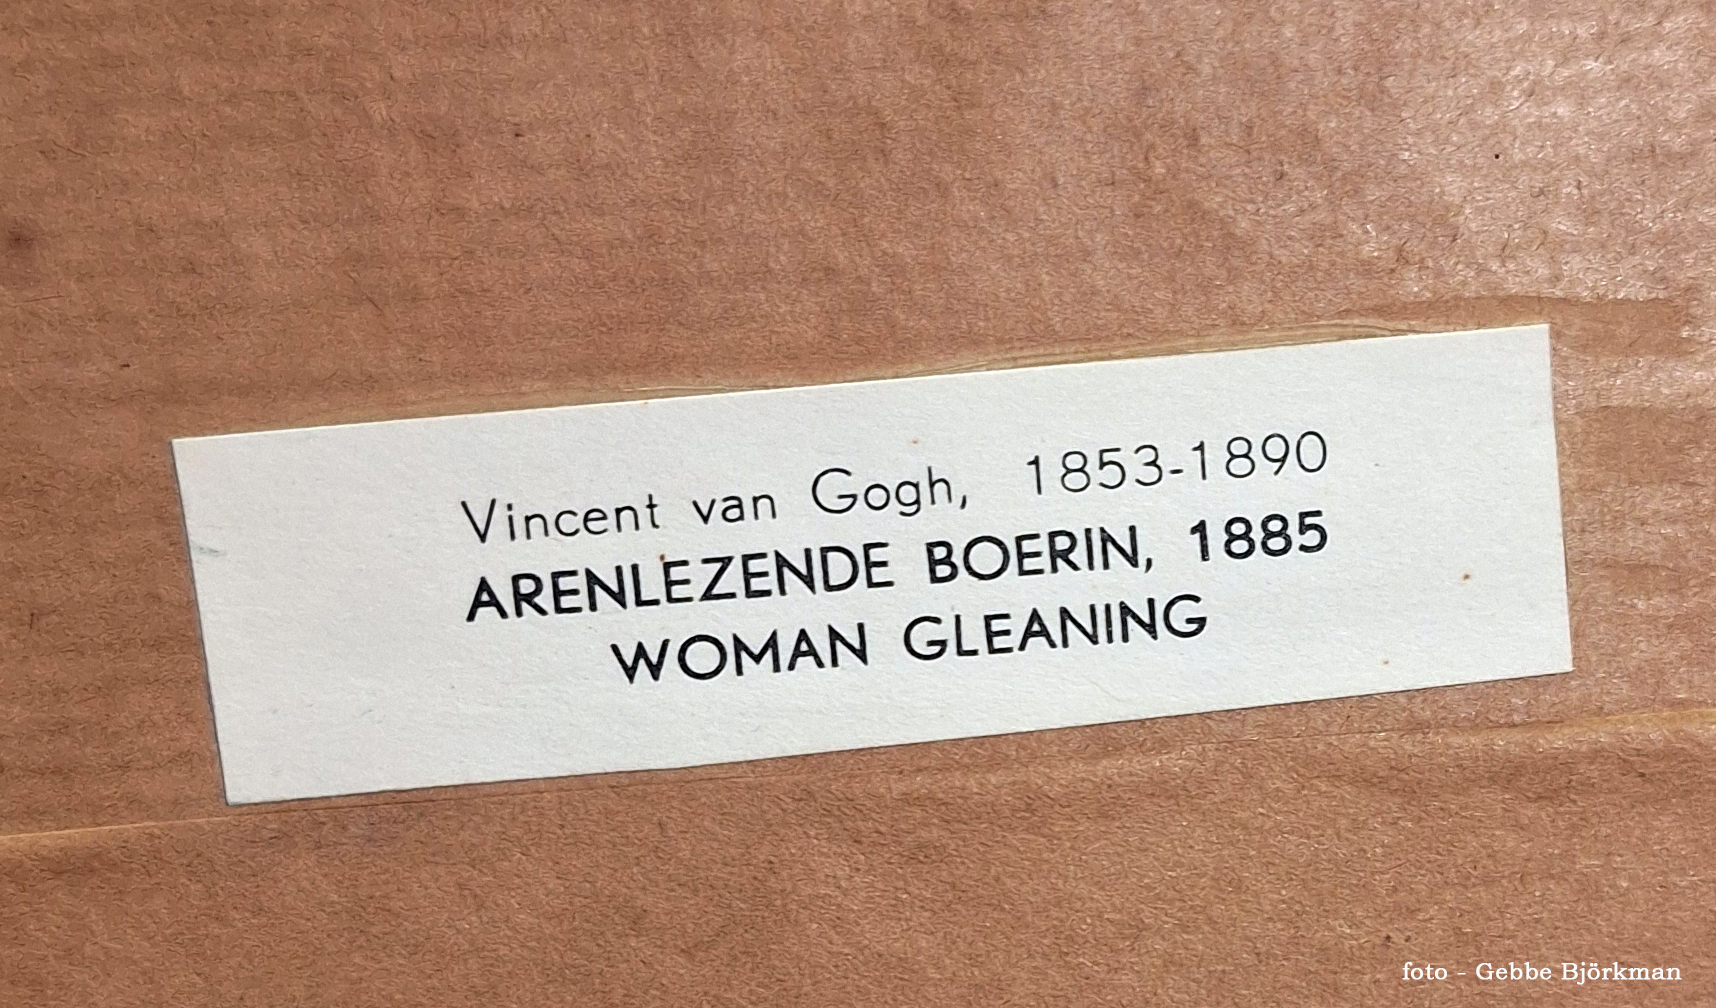 Vincent van Gogh, 1853-1890
ARENLEZENDE BOERIN, 1885
WOMAN GLEANING
foto - Gebbe Björkman